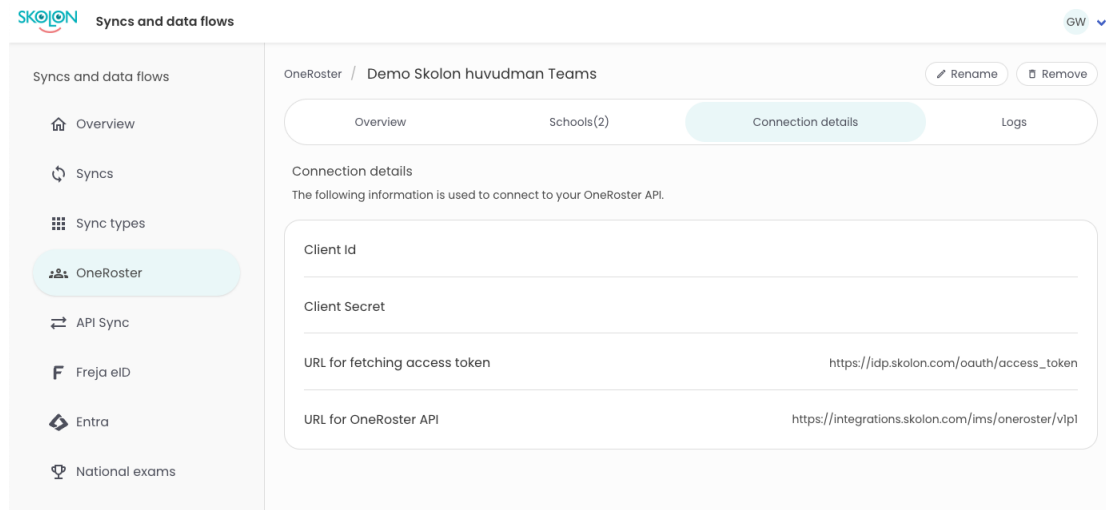 SKOLON Syncs and data flows GW
Syncs and data flows
Overview
Syncs
Sync types
OneRoster
API Sync
Freja eID
Entra
National exams
OneRoster / Demo Skolon huvudman Teams Rename Remove
Overview Schools(2) Connection details Logs
Connection details
The following information is used to connect to your OneRoster API.
Client Id
Client Secret
URL for fetching access token https://idp.skolon.com/oauth/access_token
URL for OneRoster API https://integrations.skolon.com/ims/oneroster/v1p1